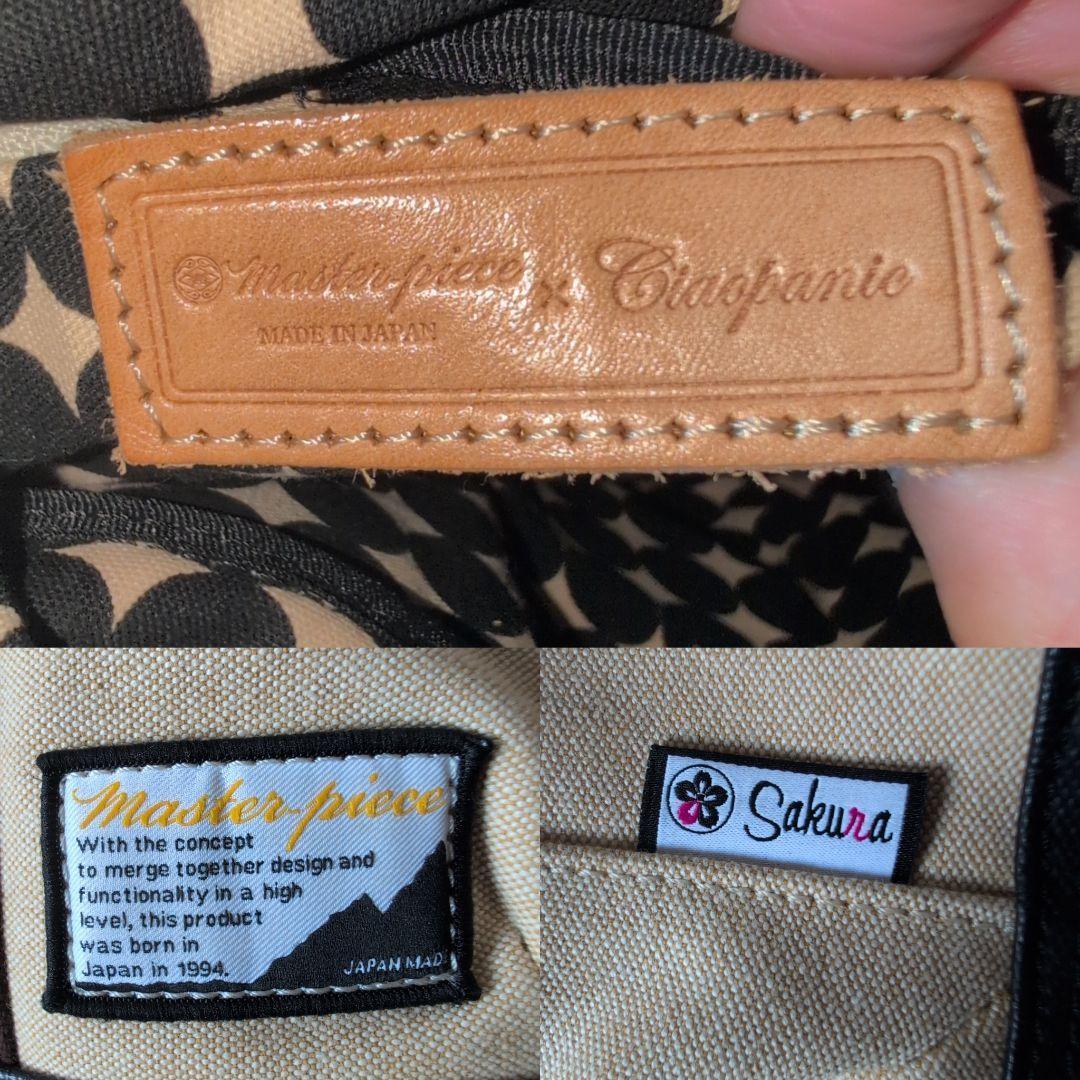 master-piece × Ciaopanic
MADE IN JAPAN
master-piece
With the concept
to merge together design and
functionality in a high
level, this product
was born in
Japan in 1994.
JAPAN MAD
Sakura